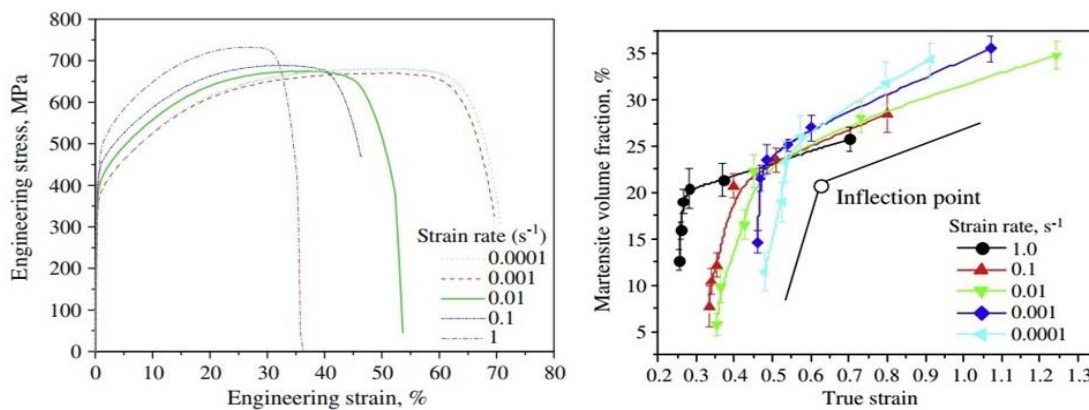 800
700
600
500
400
300
200
100
0
Engineering stress, MPa
Strain rate (s-1)
0.0001
0.001
0.01
0.1
1
0 10 20 30 40 50 60 70 80
Engineering strain, %
35
30
25
20
15
10
5
Martensite volume fraction, %
Inflection point
Strain rate, s-1
1.0
0.1
0.01
0.001
0.0001
0.2 0.3 0.4 0.5 0.6 0.7 0.8 0.9 1.0 1.1 1.2 1.3
True strain